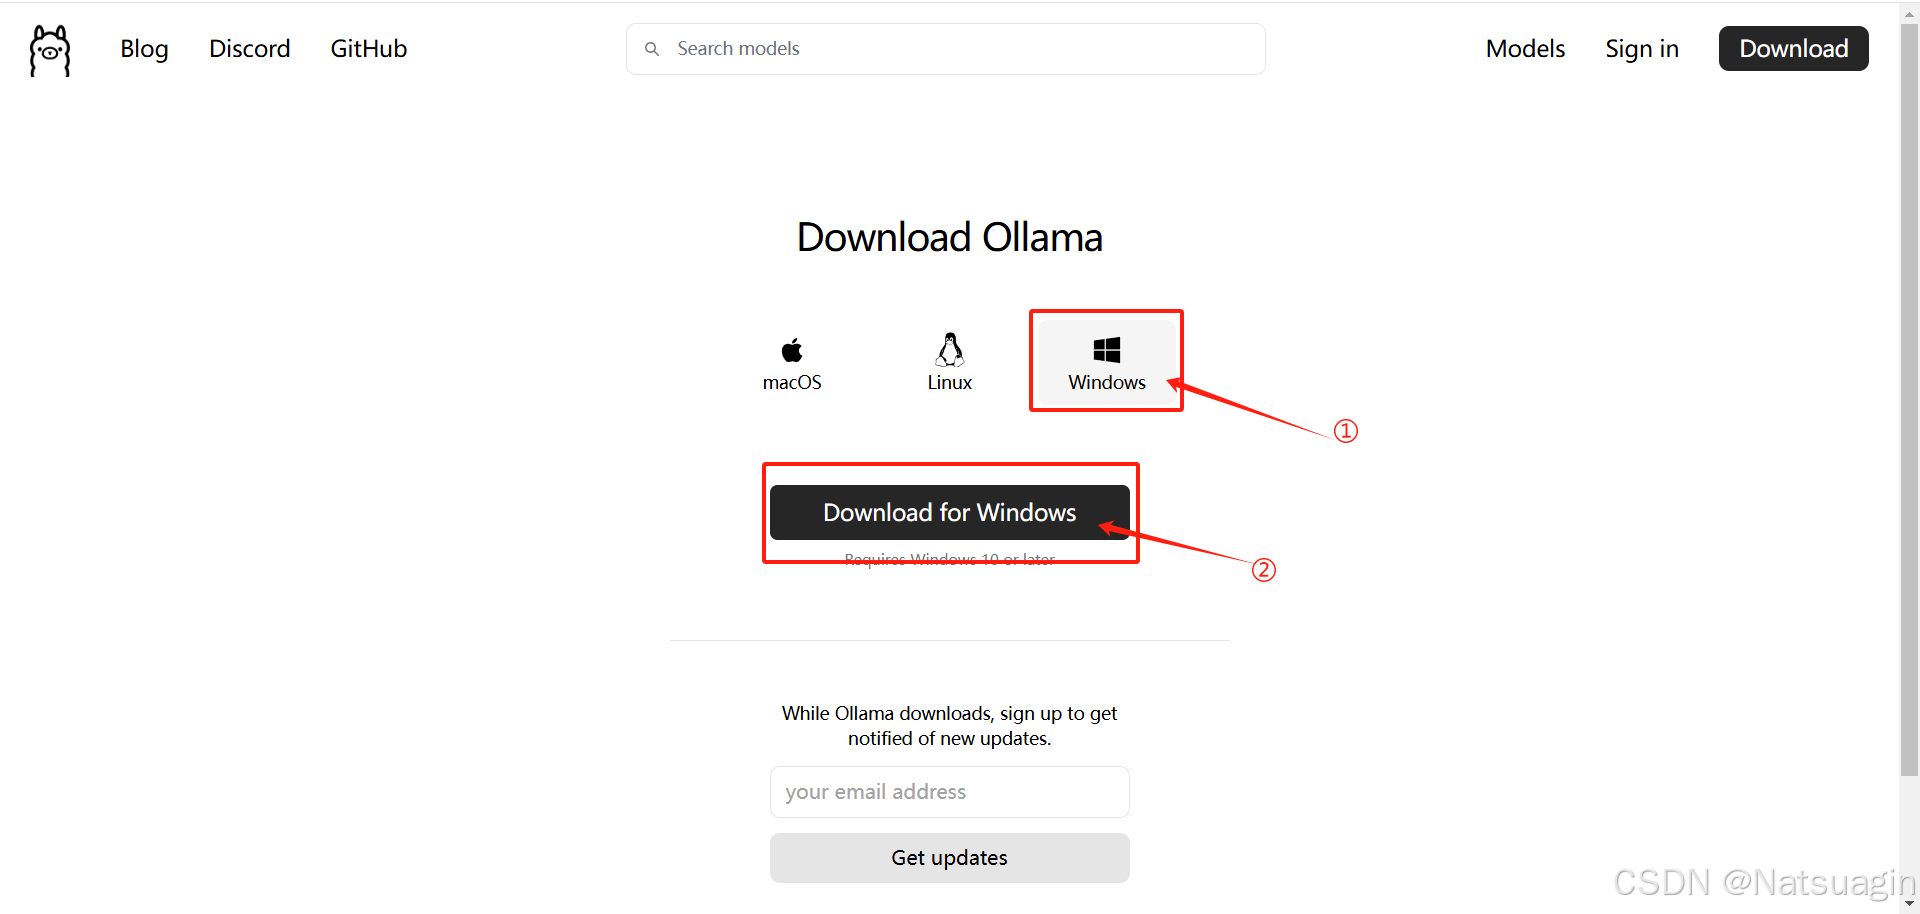 Blog Discord GitHub Search models Models Sign in Download
Download Ollama
macOS Linux Windows
①
Download for Windows
Requires Windows 10 or later
②
While Ollama downloads, sign up to get
notified of new updates.
your email address
Get updates
CSDN @Natsuagin